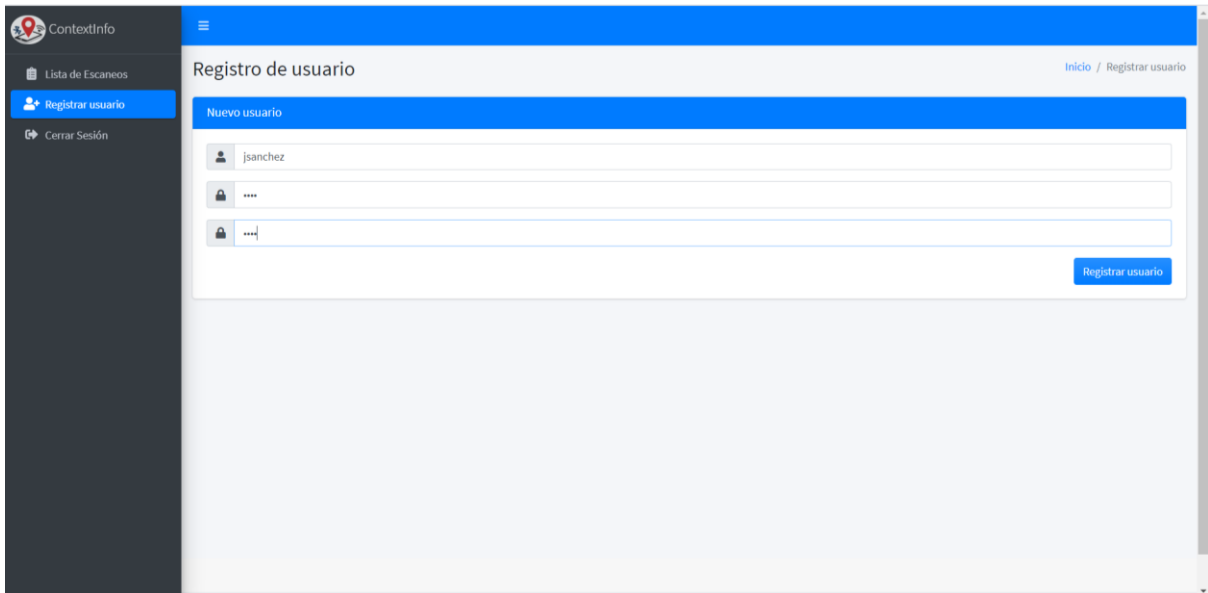 ContextInfo
Lista de Escaneos
Registrar usuario
Cerrar Sesión
Registro de usuario
Inicio / Registrar usuario
Nuevo usuario
jsanchez
••••
••••
Registrar usuario